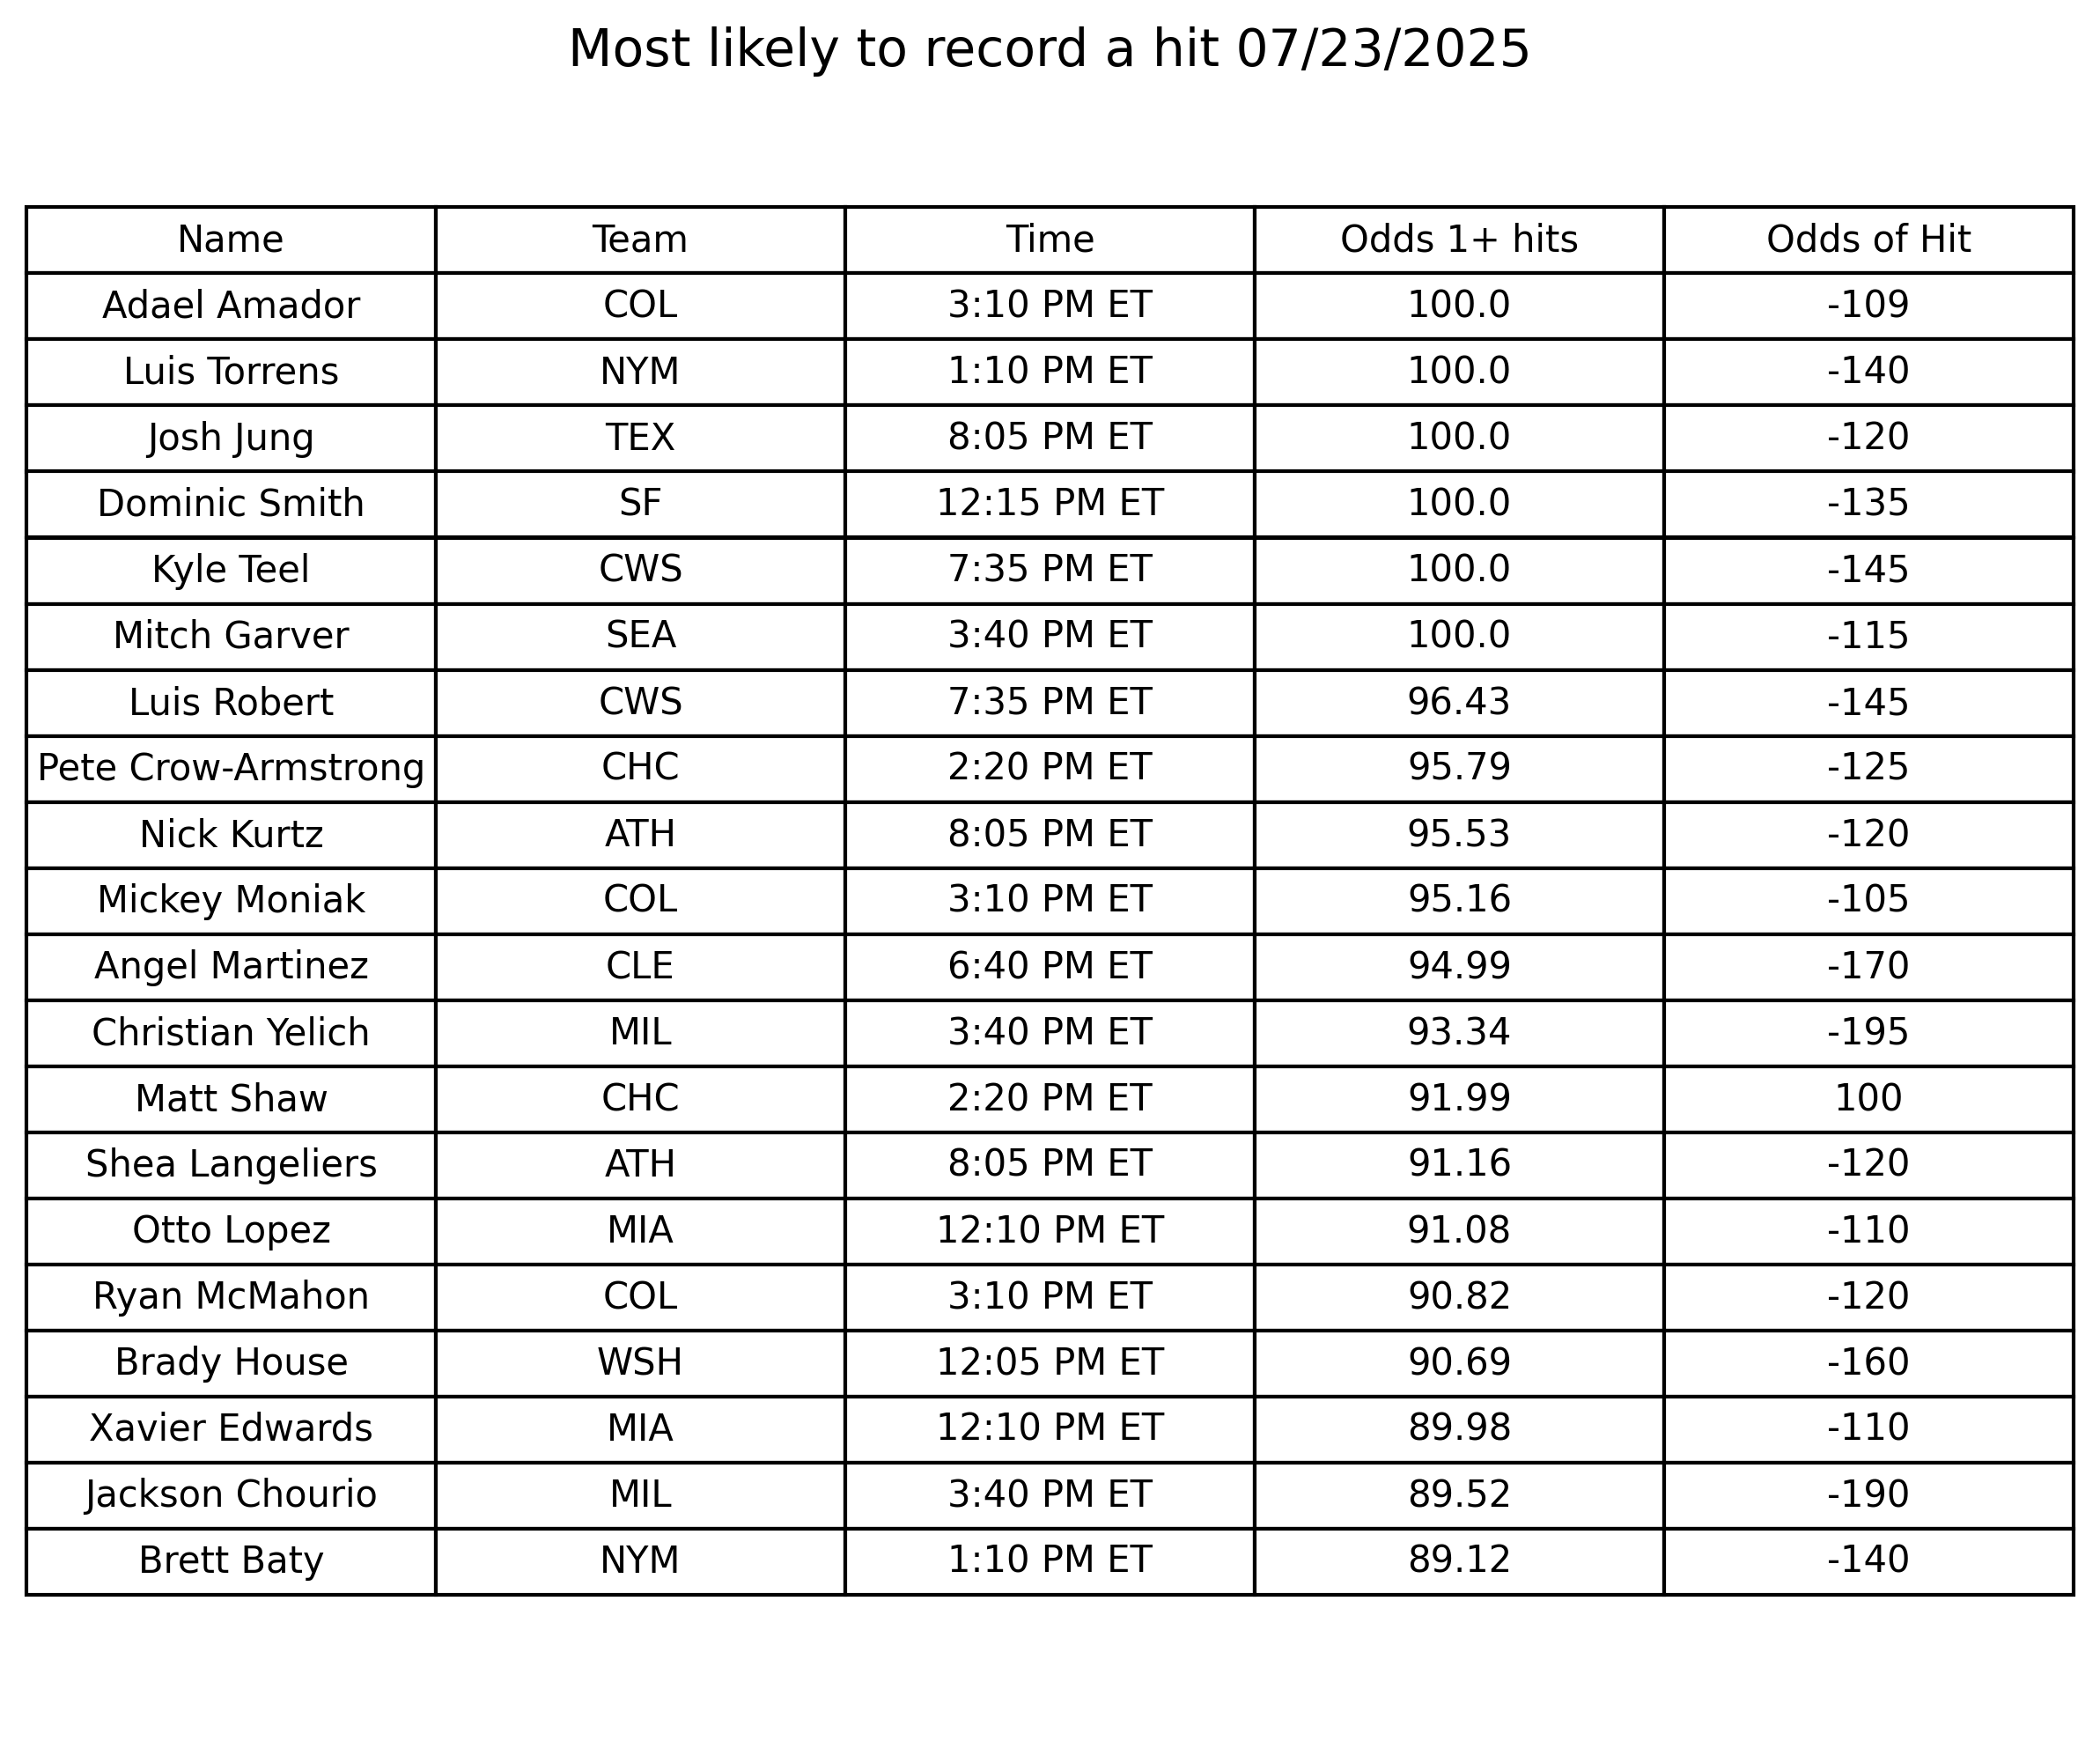 Most likely to record a hit 07/23/2025
Name Team Time Odds 1+ hits Odds of Hit
Adael Amador COL 3:10 PM ET 100.0 -109
Luis Torrens NYM 1:10 PM ET 100.0 -140
Josh Jung TEX 8:05 PM ET 100.0 -120
Dominic Smith SF 12:15 PM ET 100.0 -135
Kyle Teel CWS 7:35 PM ET 100.0 -145
Mitch Garver SEA 3:40 PM ET 100.0 -115
Luis Robert CWS 7:35 PM ET 96.43 -145
Pete Crow-Armstrong CHC 2:20 PM ET 95.79 -125
Nick Kurtz ATH 8:05 PM ET 95.53 -120
Mickey Moniak COL 3:10 PM ET 95.16 -105
Angel Martinez CLE 6:40 PM ET 94.99 -170
Christian Yelich MIL 3:40 PM ET 93.34 -195
Matt Shaw CHC 2:20 PM ET 91.99 100
Shea Langeliers ATH 8:05 PM ET 91.16 -120
Otto Lopez MIA 12:10 PM ET 91.08 -110
Ryan McMahon COL 3:10 PM ET 90.82 -120
Brady House WSH 12:05 PM ET 90.69 -160
Xavier Edwards MIA 12:10 PM ET 89.98 -110
Jackson Chourio MIL 3:40 PM ET 89.52 -190
Brett Baty NYM 1:10 PM ET 89.12 -140